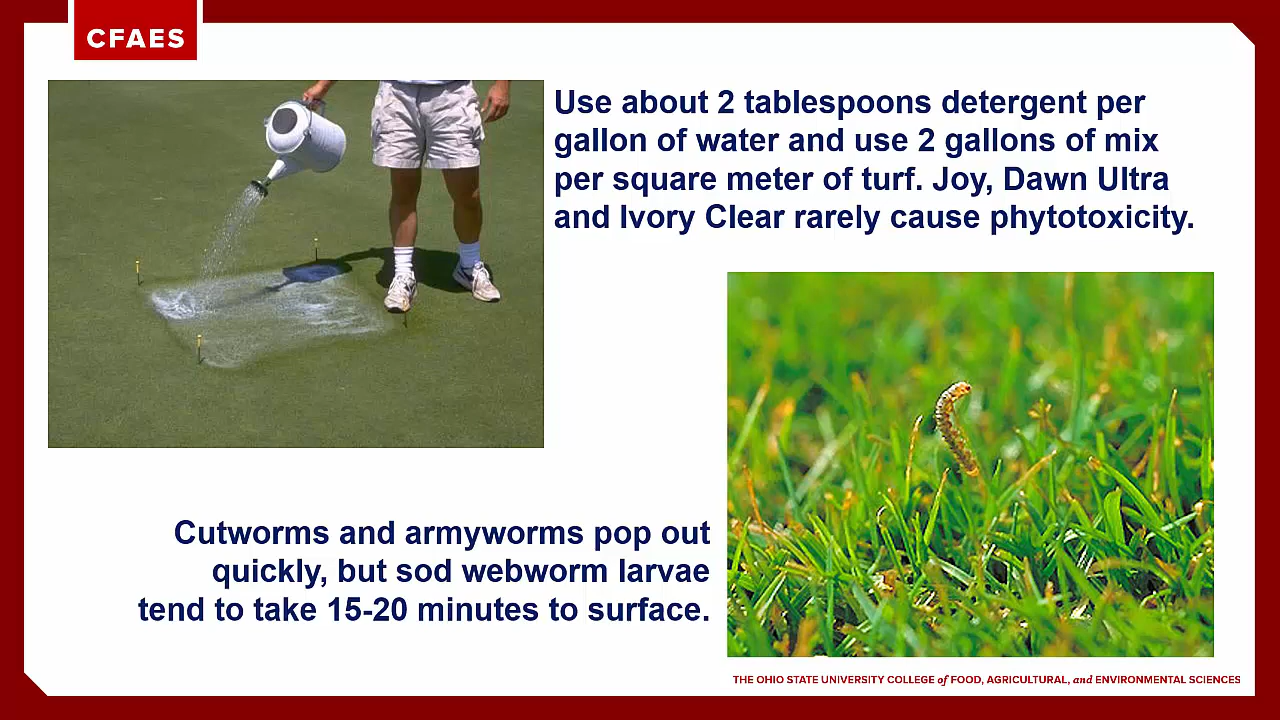 CFAES
Use about 2 tablespoons detergent per
gallon of water and use 2 gallons of mix
per square meter of turf. Joy, Dawn Ultra
and Ivory Clear rarely cause phytotoxicity.
Cutworms and armyworms pop out
quickly, but sod webworm larvae
tend to take 15-20 minutes to surface.
THE OHIO STATE UNIVERSITY COLLEGE of FOOD, AGRICULTURAL, and ENVIRONMENTAL SCIENCES